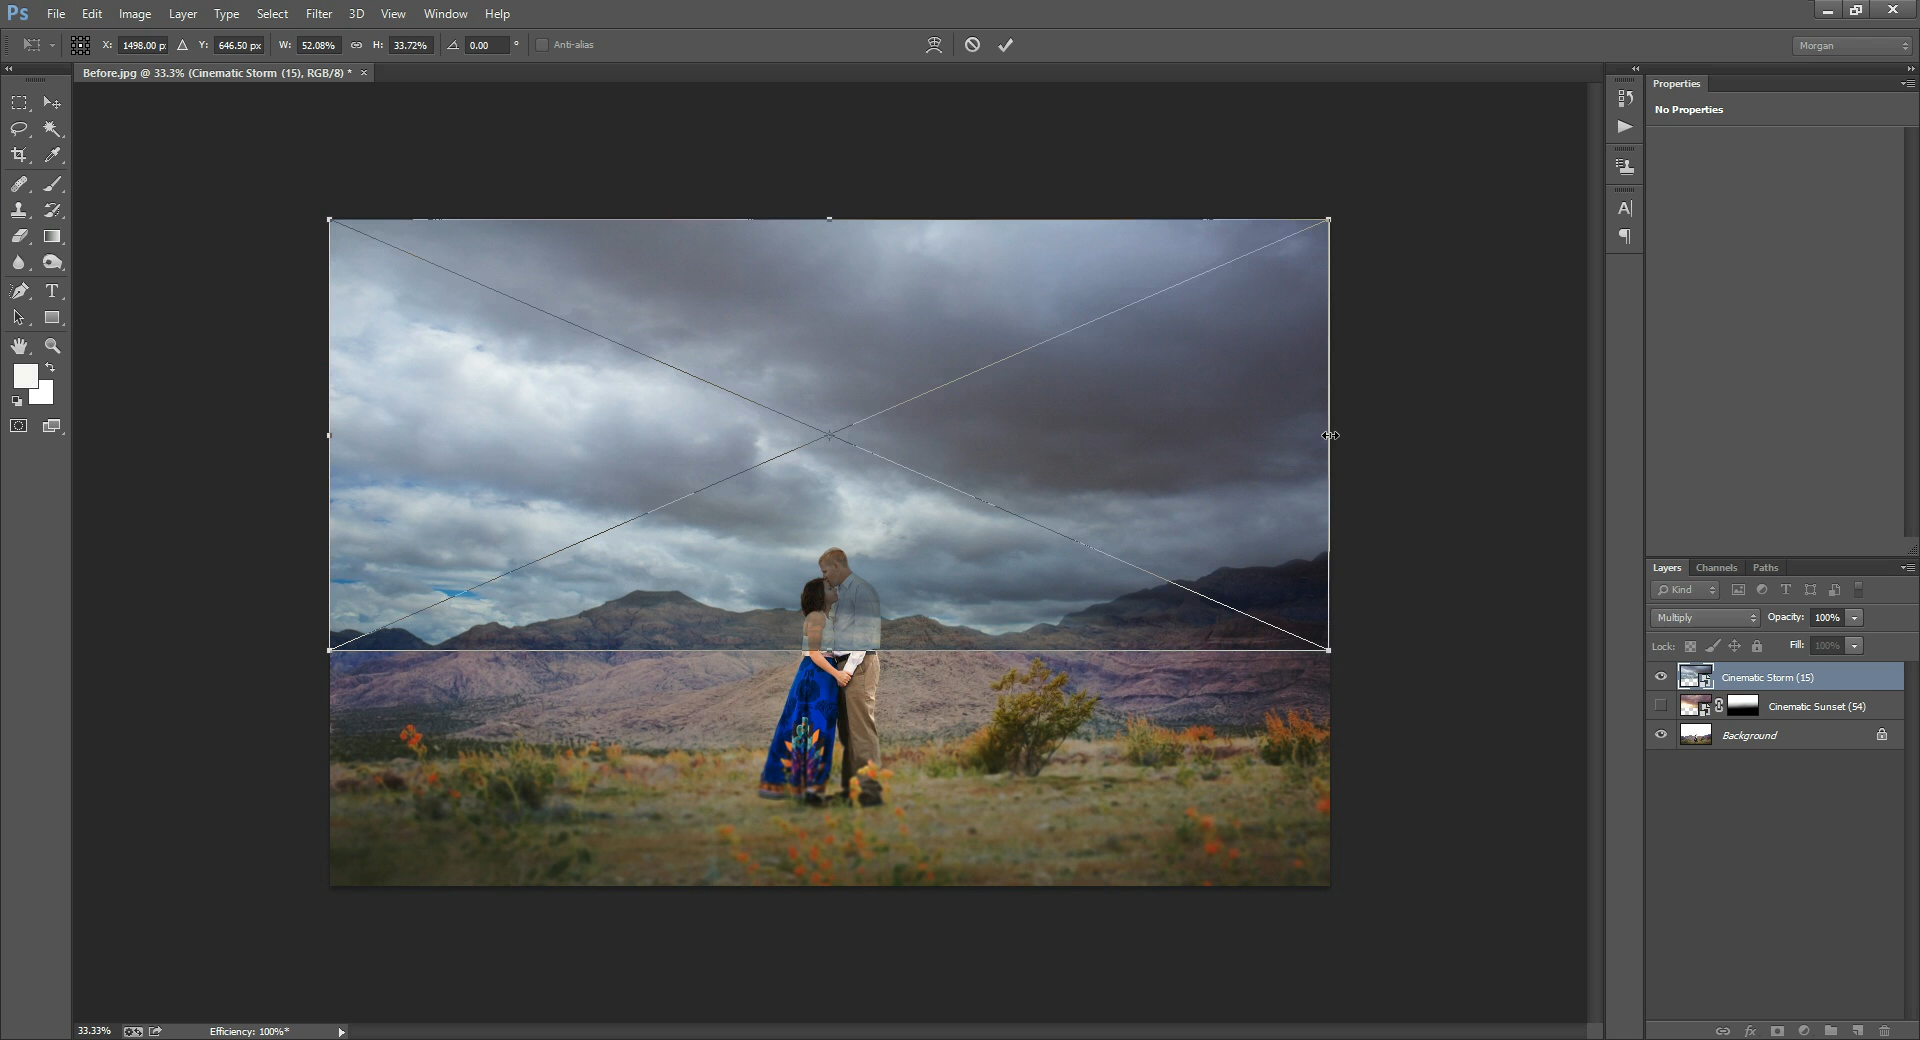 Ps File Edit Image Layer Type Select Filter 3D View Window Help
X: 1498.00 p Y: 646.50 px W: 52.08% H: 33.72% 0.00 ° Anti-alias Morgan
Before.jpg @ 33.3% (Cinematic Storm (15), RGB/8) * ×
Properties
No Properties
Layers Channels Paths
Kind
Multiply Opacity: 100%
Lock: Fill: 100%
Cinematic Storm (15)
Cinematic Sunset (54)
Background
33.33% Efficiency: 100%*